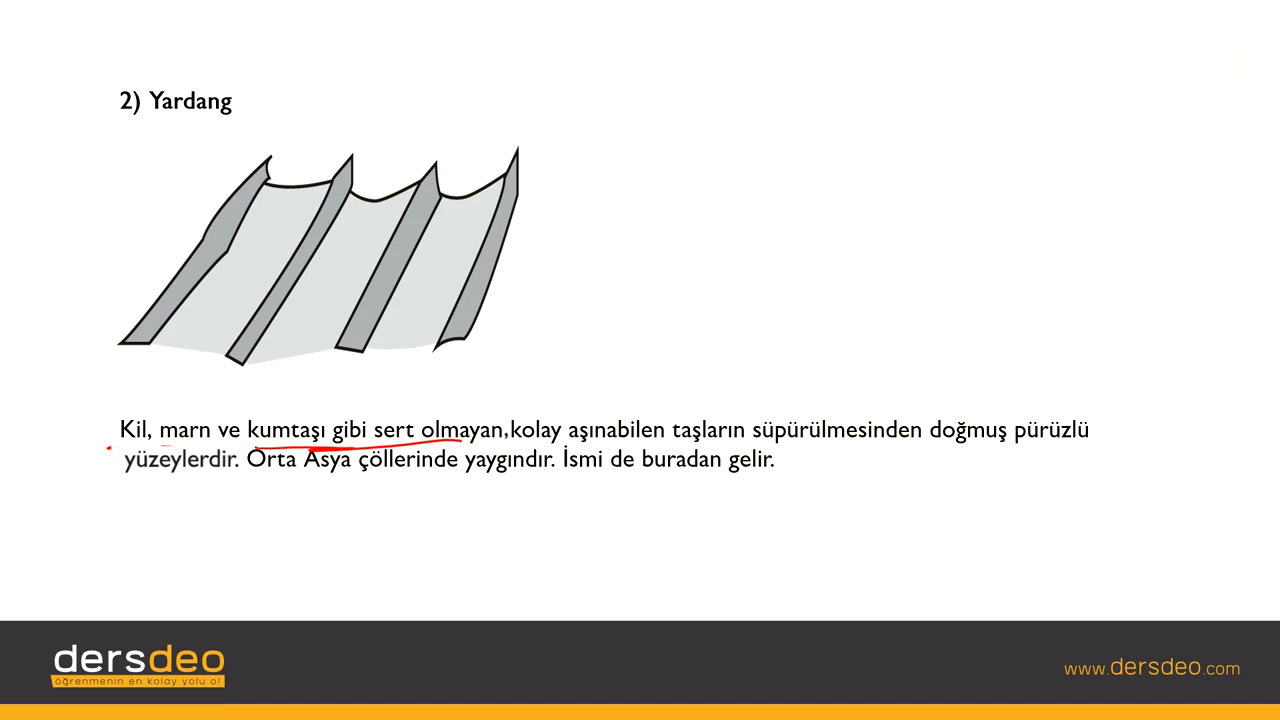 2) Yardang
Kil, marn ve kumtaşı gibi sert olmayan,kolay aşınabilen taşların süpürülmesinden doğmuş pürüzlü
yüzeylerdir. Orta Asya çöllerinde yaygındır. İsmi de buradan gelir.
dersdeo
öğrenmenin en kolay yolu o!
www.dersdeo.com